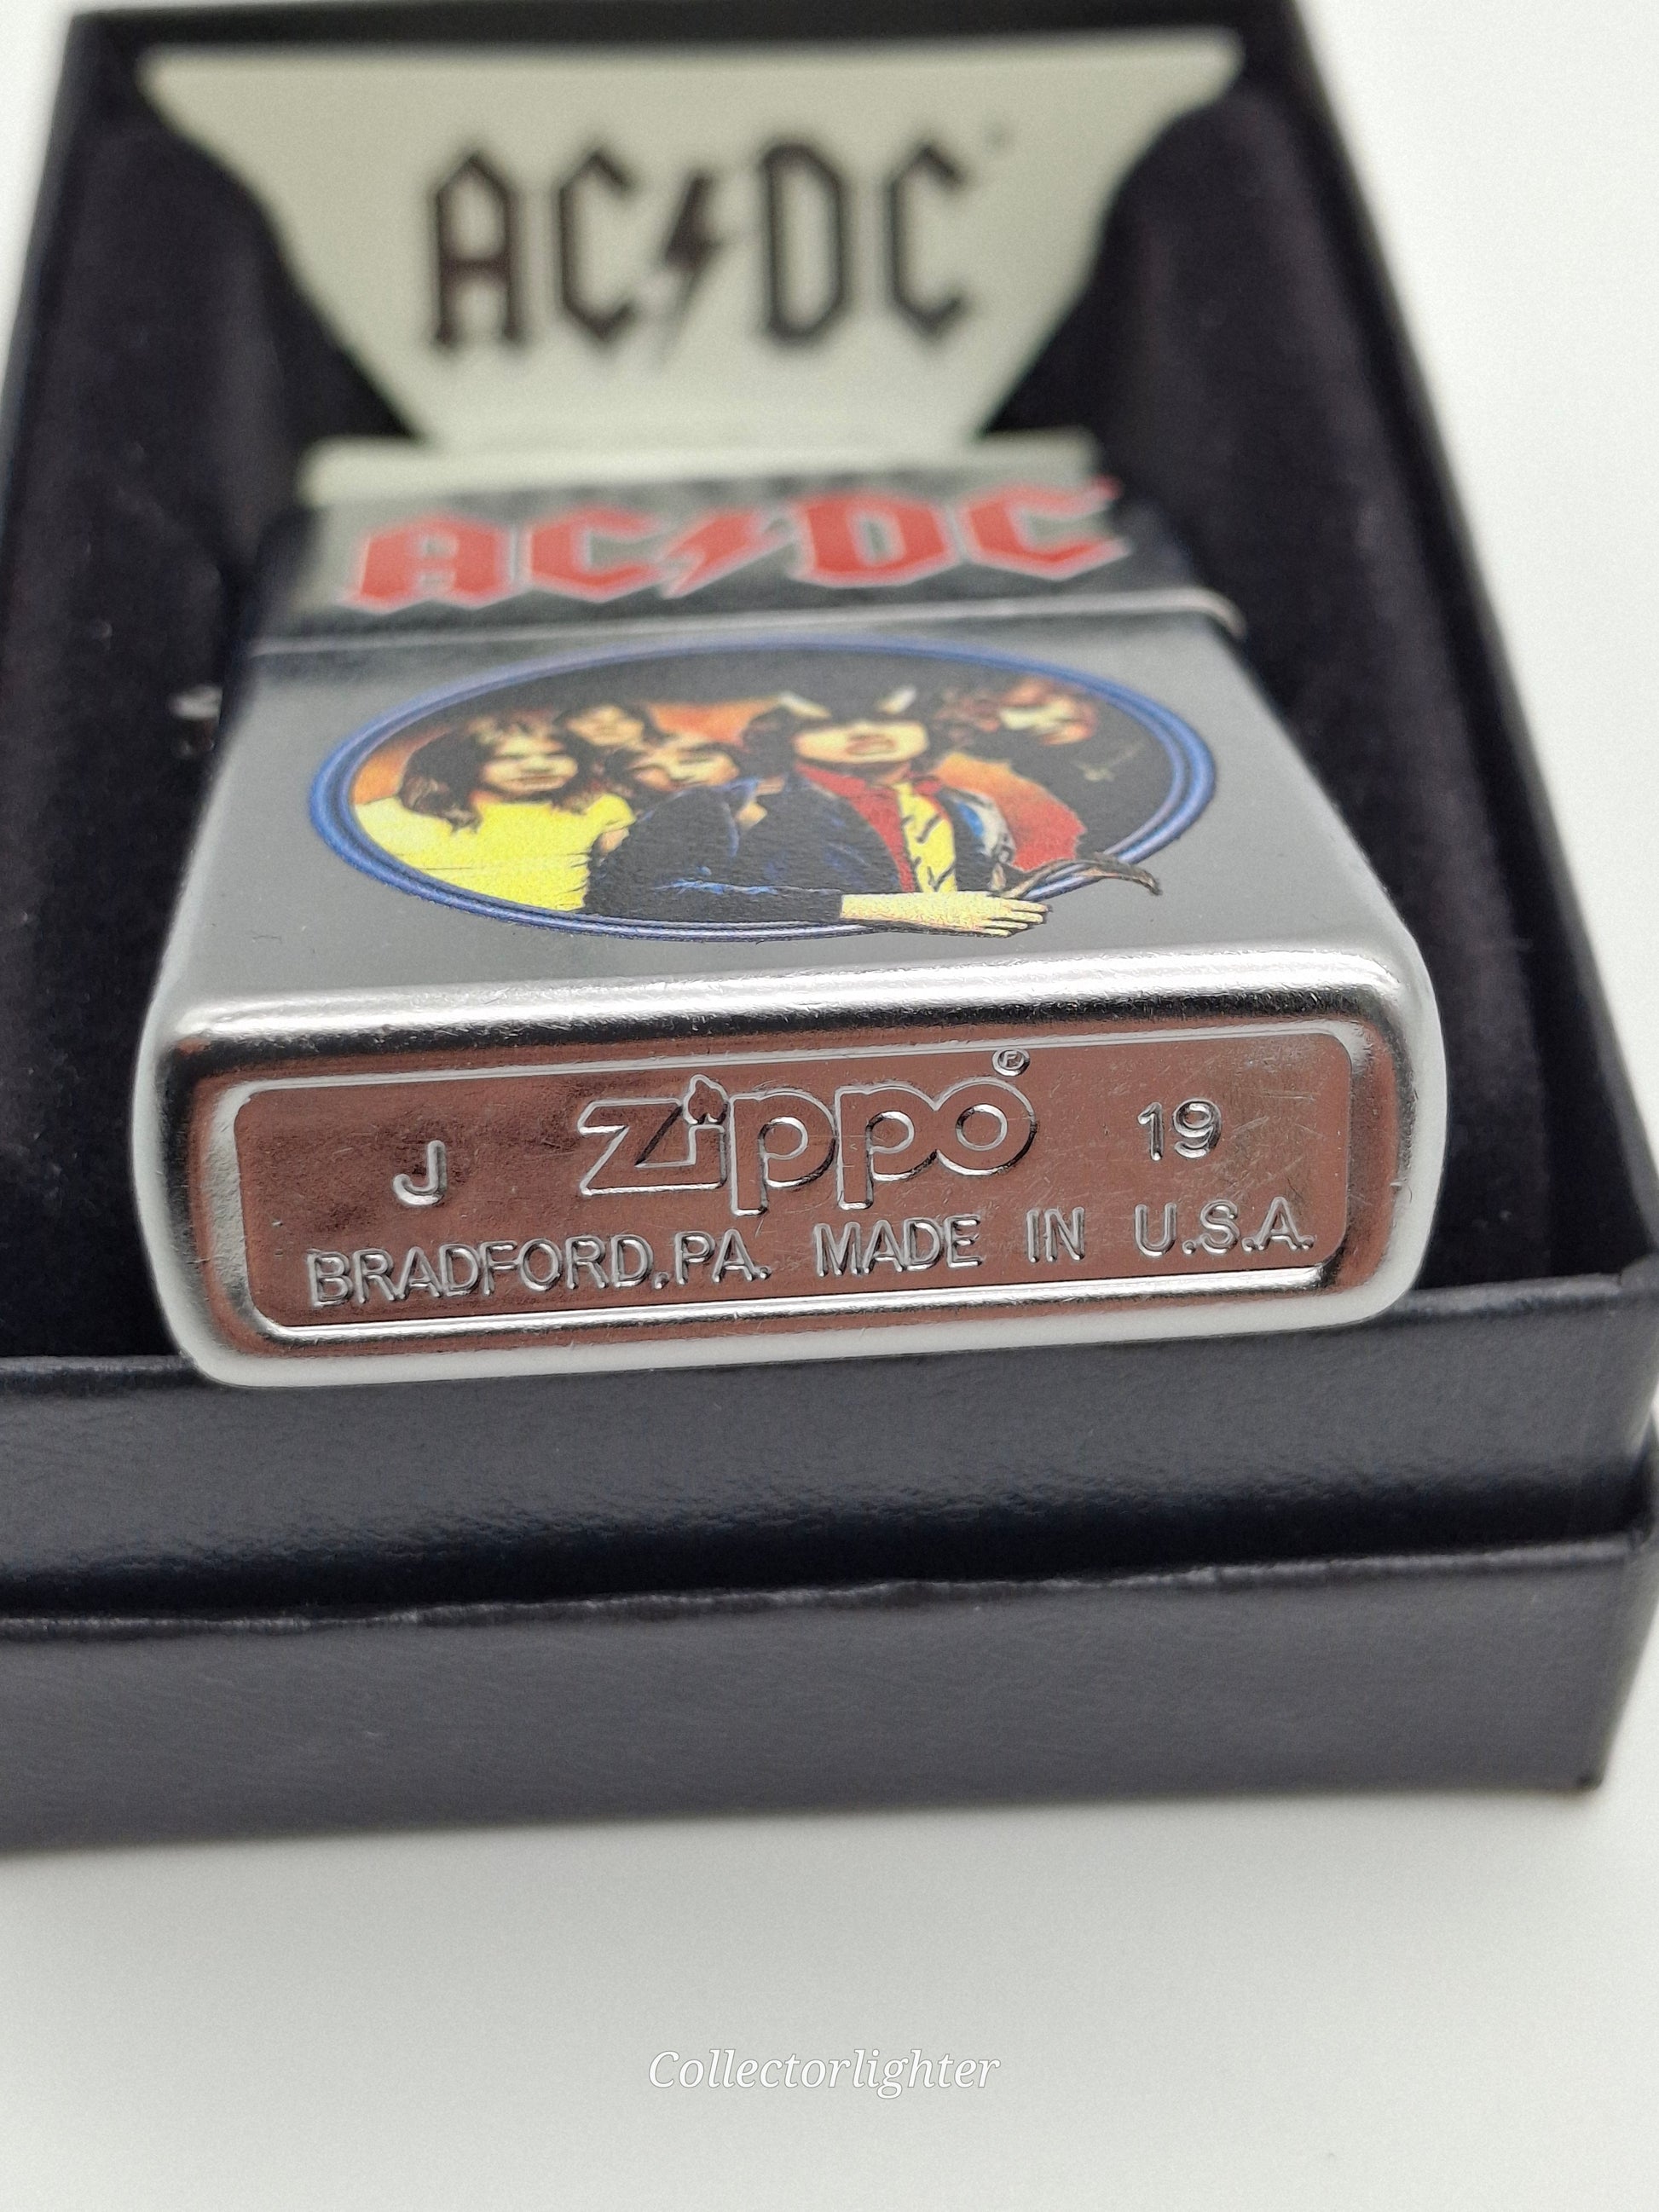 AC⚡DC
AC⚡DC
J zippo® 19
BRADFORD,PA. MADE IN U.S.A.
Collectorlighter